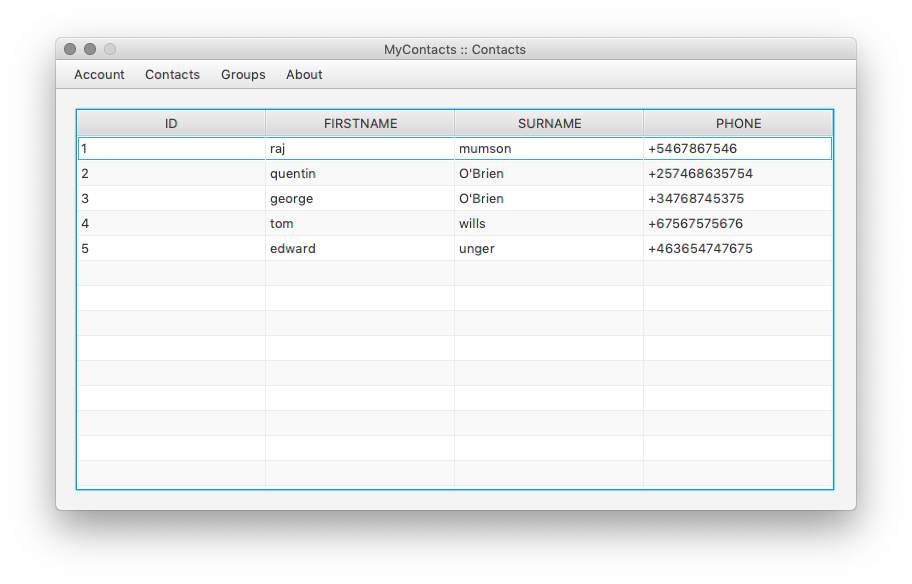 MyContacts :: Contacts
Account Contacts Groups About
ID FIRSTNAME SURNAME PHONE
1 raj mumson +5467867546
2 quentin O'Brien +257468635754
3 george O'Brien +34768745375
4 tom wills +67567575676
5 edward unger +463654747675